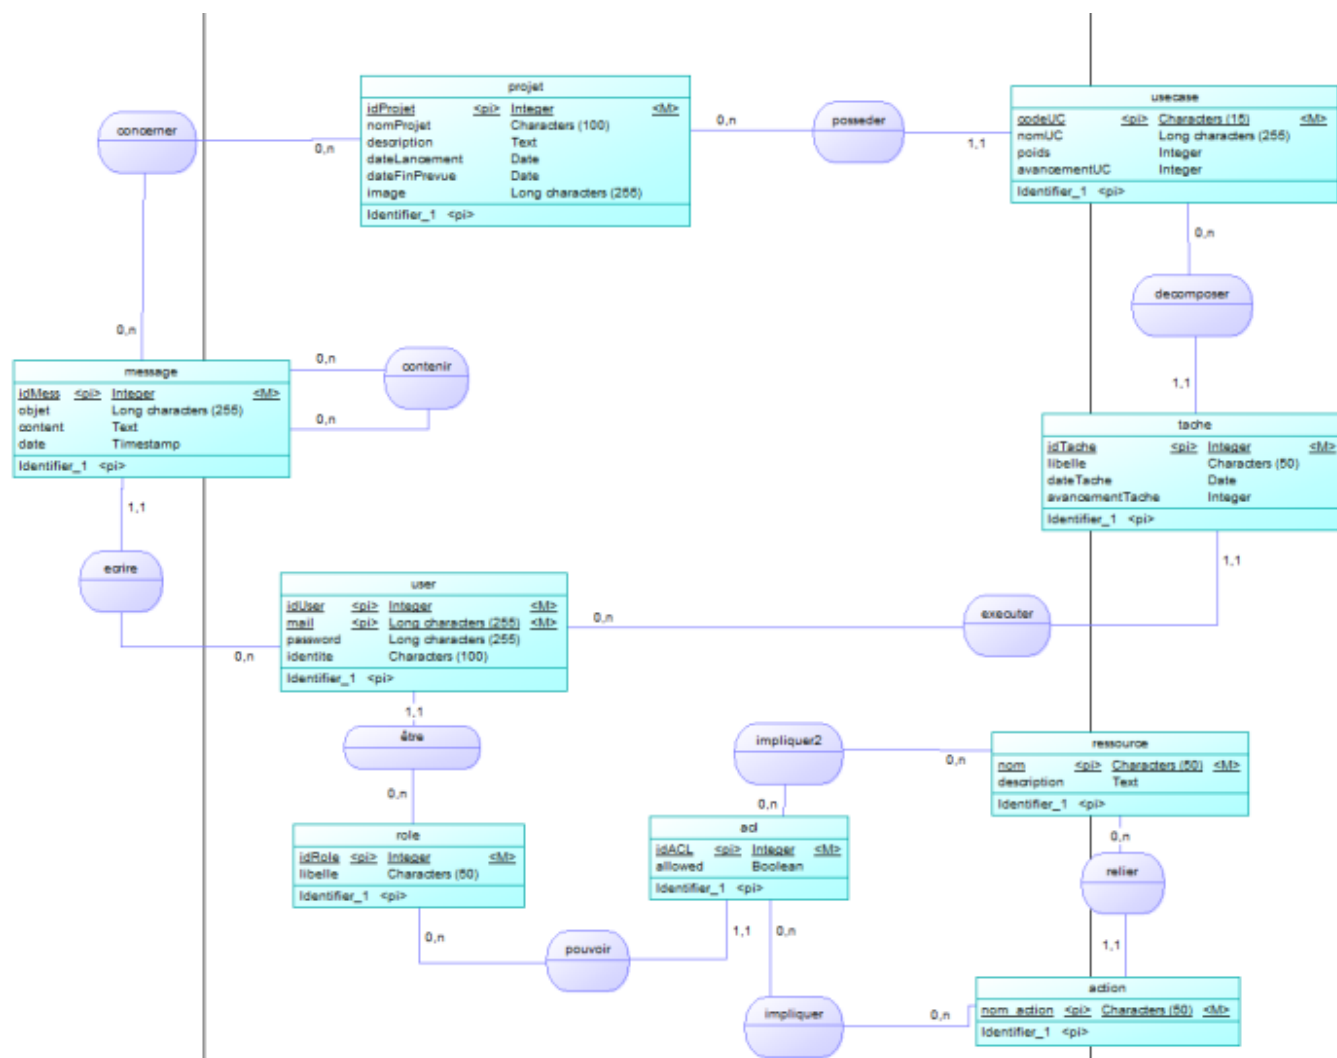 projet
idProjet <pi> Integer <M>
nomProjet Characters (100)
description Text
dateLancement Date
dateFinPrevue Date
image Long characters (255)
Identifier_1 <pi>
concerner
0,n
0,n
0,n
posseder
1,1
usecase
codeUC <pi> Characters (15) <M>
nomUC Long characters (255)
poids Integer
avancementUC Integer
Identifier_1 <pi>
0,n
decomposer
1,1
message
idMess <pi> Integer <M>
objet Long characters (255)
content Text
date Timestamp
Identifier_1 <pi>
0,n
contenir
0,n
tache
idTache <pi> Integer <M>
libelle Characters (50)
dateTache Date
avancementTache Integer
Identifier_1 <pi>
1,1
ecrire
0,n
user
idUser <pi> Integer <M>
mail <pi> Long characters (255) <M>
password Long characters (255)
identite Characters (100)
Identifier_1 <pi>
0,n
executer
1,1
1,1
être
0,n
role
idRole <pi> Integer <M>
libelle Characters (50)
Identifier_1 <pi>
impliquer2
0,n
0,n
ressource
nom <pi> Characters (50) <M>
description Text
Identifier_1 <pi>
acl
idACL <pi> Integer <M>
allowed Boolean
Identifier_1 <pi>
0,n
relier
1,1
0,n
pouvoir
1,1
0,n
impliquer
0,n
action
nom_action <pi> Characters (50) <M>
Identifier_1 <pi>